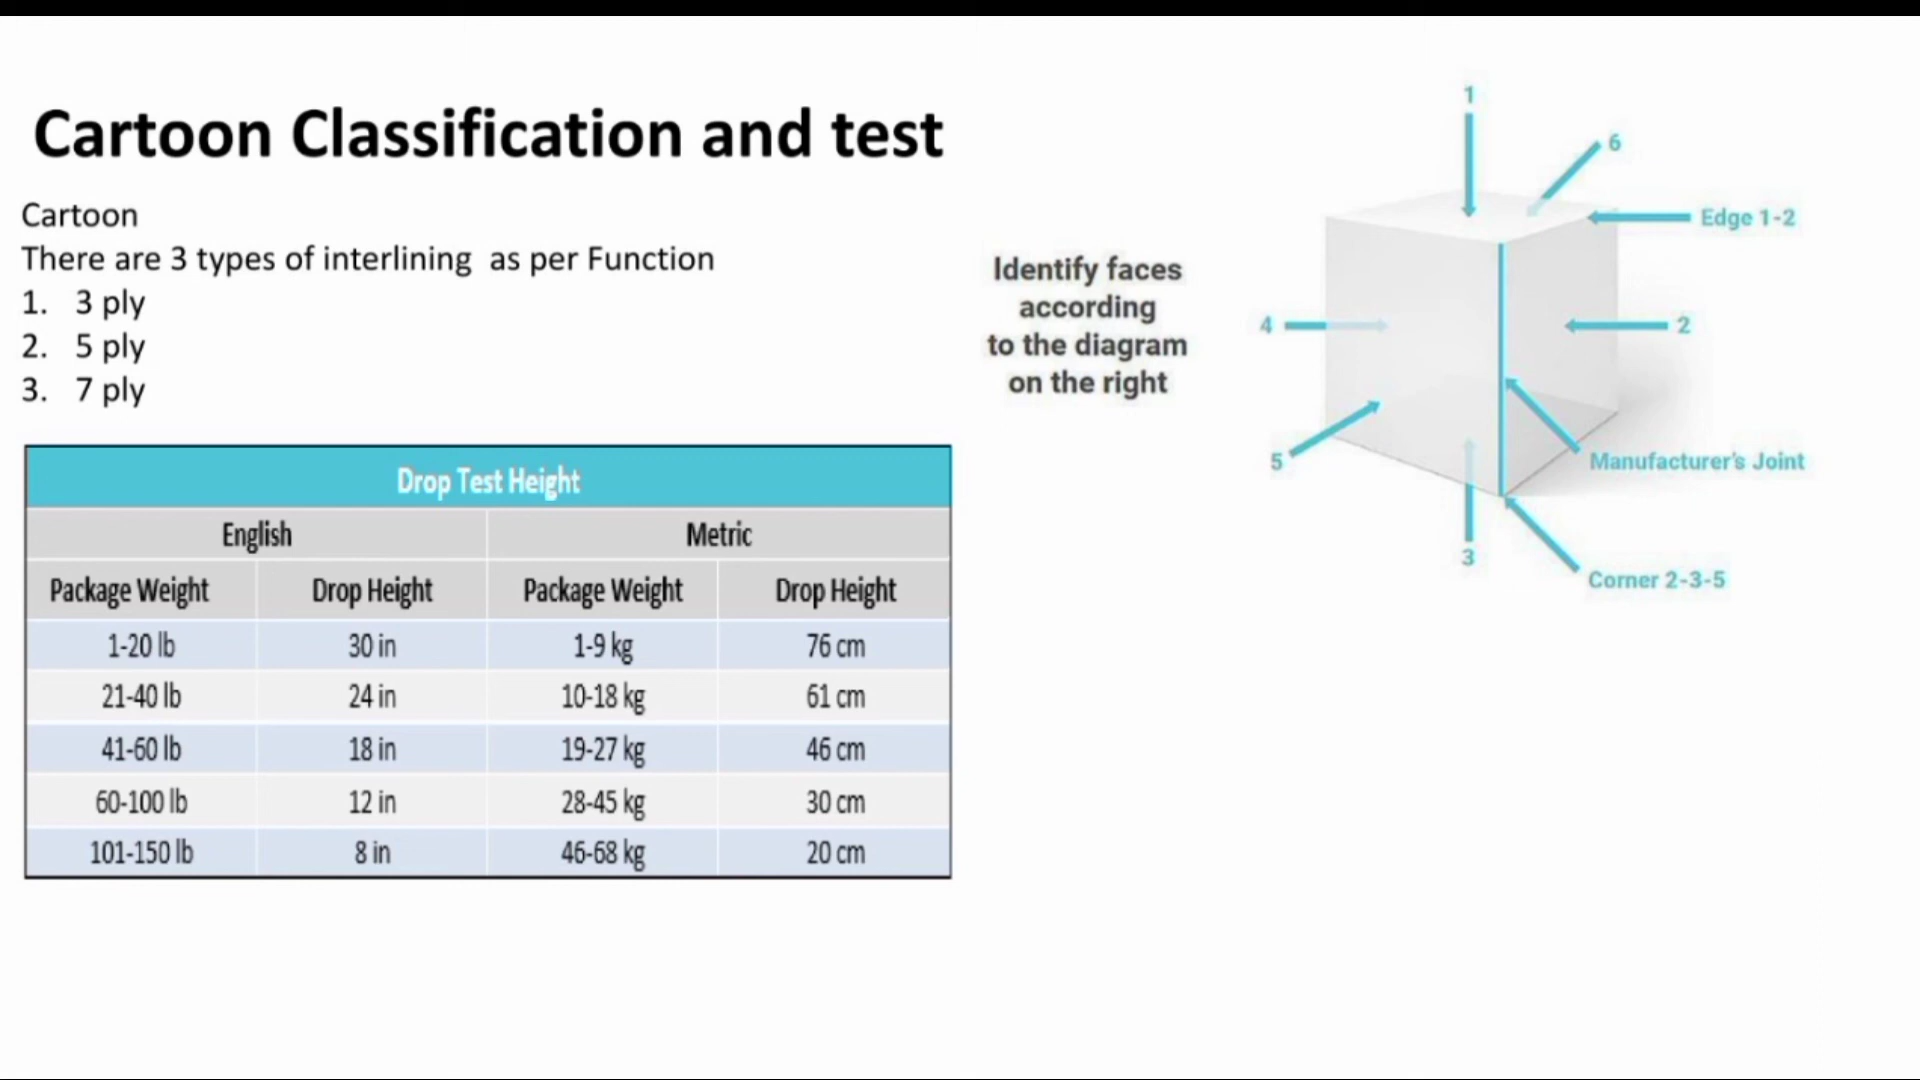 Cartoon Classification and test
Cartoon
There are 3 types of interlining as per Function
1. 3 ply
2. 5 ply
3. 7 ply
Drop Test Height
English Metric
Package Weight Drop Height Package Weight Drop Height
1-20 lb 30 in 1-9 kg 76 cm
21-40 lb 24 in 10-18 kg 61 cm
41-60 lb 18 in 19-27 kg 46 cm
60-100 lb 12 in 28-45 kg 30 cm
101-150 lb 8 in 46-68 kg 20 cm
Identify faces
according
to the diagram
on the right
1
6
Edge 1-2
4
2
5
Manufacturer's Joint
3
Corner 2-3-5